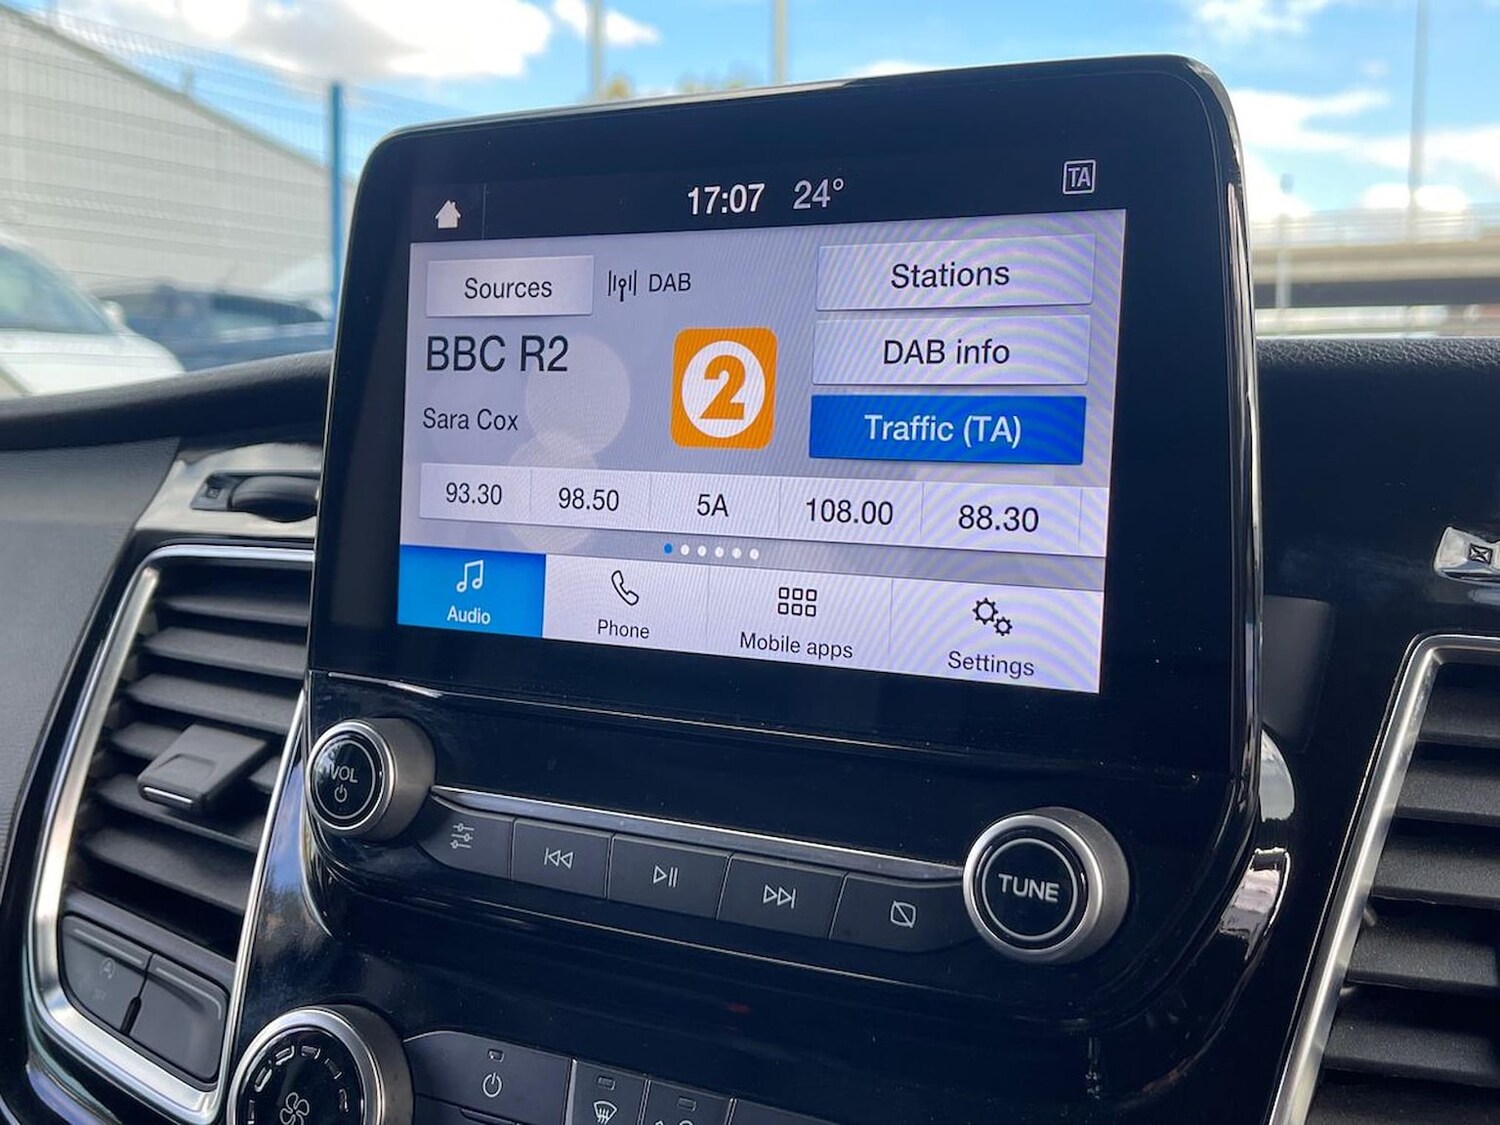 17:07 24°
TA
Sources
DAB
Stations
BBC R2
2
DAB info
Sara Cox
Traffic (TA)
93.30
98.50
5A
108.00
88.30
Audio
Phone
Mobile apps
Settings
VOL
TUNE